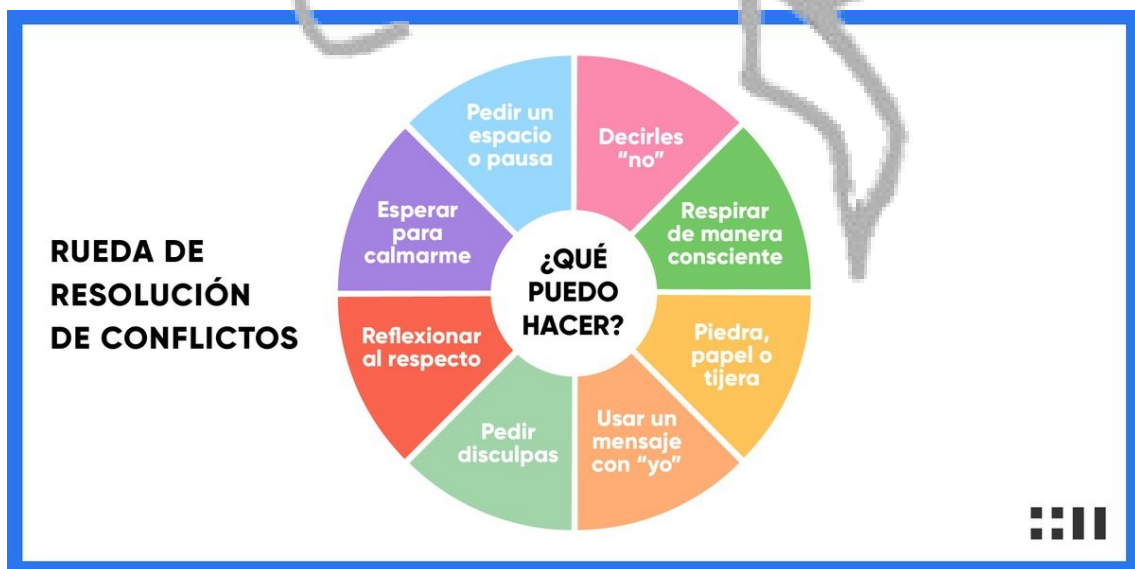 RUEDA DE
RESOLUCIÓN
DE CONFLICTOS
¿QUÉ
PUEDO
HACER?
Pedir un
espacio
o pausa
Decirles
"no"
Respirar
de manera
consciente
Piedra,
papel o
tijera
Usar un
mensaje
con "yo"
Pedir
disculpas
Reflexionar
al respecto
Esperar
para
calmarme